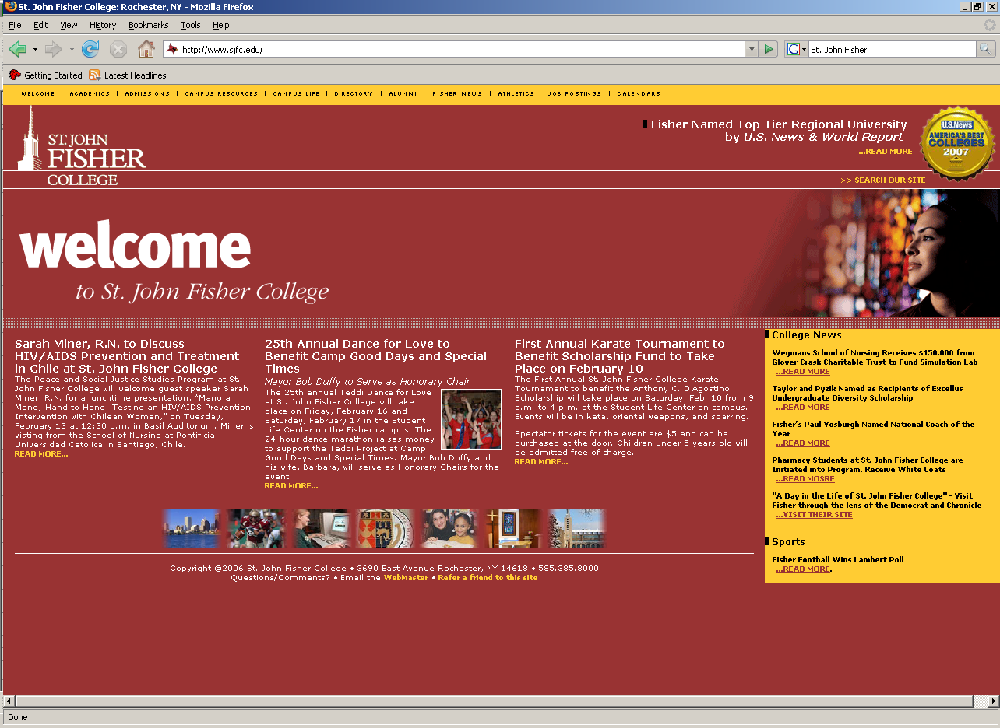 St. John Fisher College: Rochester, NY - Mozilla Firefox
File Edit View History Bookmarks Tools Help
http://www.sjfc.edu/
G
St. John Fisher
Getting Started Latest Headlines
WELCOME | ACADEMICS | ADMISSIONS | CAMPUS RESOURCES | CAMPUS LIFE | DIRECTORY | ALUMNI | FISHER NEWS | ATHLETICS | JOB POSTINGS | CALENDARS
ST. JOHN
FISHER
COLLEGE
Fisher Named Top Tier Regional University
by U.S. News & World Report
...READ MORE
U.S.News
AMERICA'S BEST
COLLEGES
2007
>> SEARCH OUR SITE
welcome
to St. John Fisher College
Sarah Miner, R.N. to Discuss
HIV/AIDS Prevention and Treatment
in Chile at St. John Fisher College
The Peace and Social Justice Studies Program at St.
John Fisher College will welcome guest speaker Sarah
Miner, R.N. for a lunchtime presentation, “Mano a
Mano; Hand to Hand: Testing an HIV/AIDS Prevention
Intervention with Chilean Women,” on Tuesday,
February 13 at 12:30 p.m. in Basil Auditorium. Miner is
visting from the School of Nursing at Pontificía
Universidad Catolica in Santiago, Chile.
READ MORE...
25th Annual Dance for Love to
Benefit Camp Good Days and Special
Times
Mayor Bob Duffy to Serve as Honorary Chair
The 25th annual Teddi Dance for Love
at St. John Fisher College will take
place on Friday, February 16 and
Saturday, February 17 in the Student
Life Center on the Fisher campus. The
24-hour dance marathon raises money
to support the Teddi Project at Camp
Good Days and Special Times. Mayor Bob Duffy and
his wife, Barbara, will serve as Honorary Chairs for the
event.
READ MORE...
First Annual Karate Tournament to
Benefit Scholarship Fund to Take
Place on February 10
The First Annual St. John Fisher College Karate
Tournament to benefit the Anthony C. D’Agostino
Scholarship will take place on Saturday, Feb. 10 from 9
a.m. to 4 p.m. at the Student Life Center on campus.
Events will be in kata, oriental weapons, and sparring.
Spectator tickets for the event are $5 and can be
purchased at the door. Children under 5 years old will
be admitted free of charge.
READ MORE...
College News
Wegmans School of Nursing Receives $150,000 from
Glover-Crask Charitable Trust to Fund Simulation Lab
...READ MORE
Taylor and Pyzik Named as Recipients of Excellus
Undergraduate Diversity Scholarship
...READ MORE
Fisher’s Paul Vosburgh Named National Coach of the
Year
...READ MORE
Pharmacy Students at St. John Fisher College are
Initiated into Program, Receive White Coats
...READ MOSRE
"A Day in the Life of St. John Fisher College" - Visit
Fisher through the lens of the Democrat and Chronicle
...VISIT THEIR SITE
Sports
Fisher Football Wins Lambert Poll
...READ MORE.
Copyright ©2006 St. John Fisher College • 3690 East Avenue Rochester, NY 14618 • 585.385.8000
Questions/Comments? • Email the WebMaster • Refer a friend to this site
Done